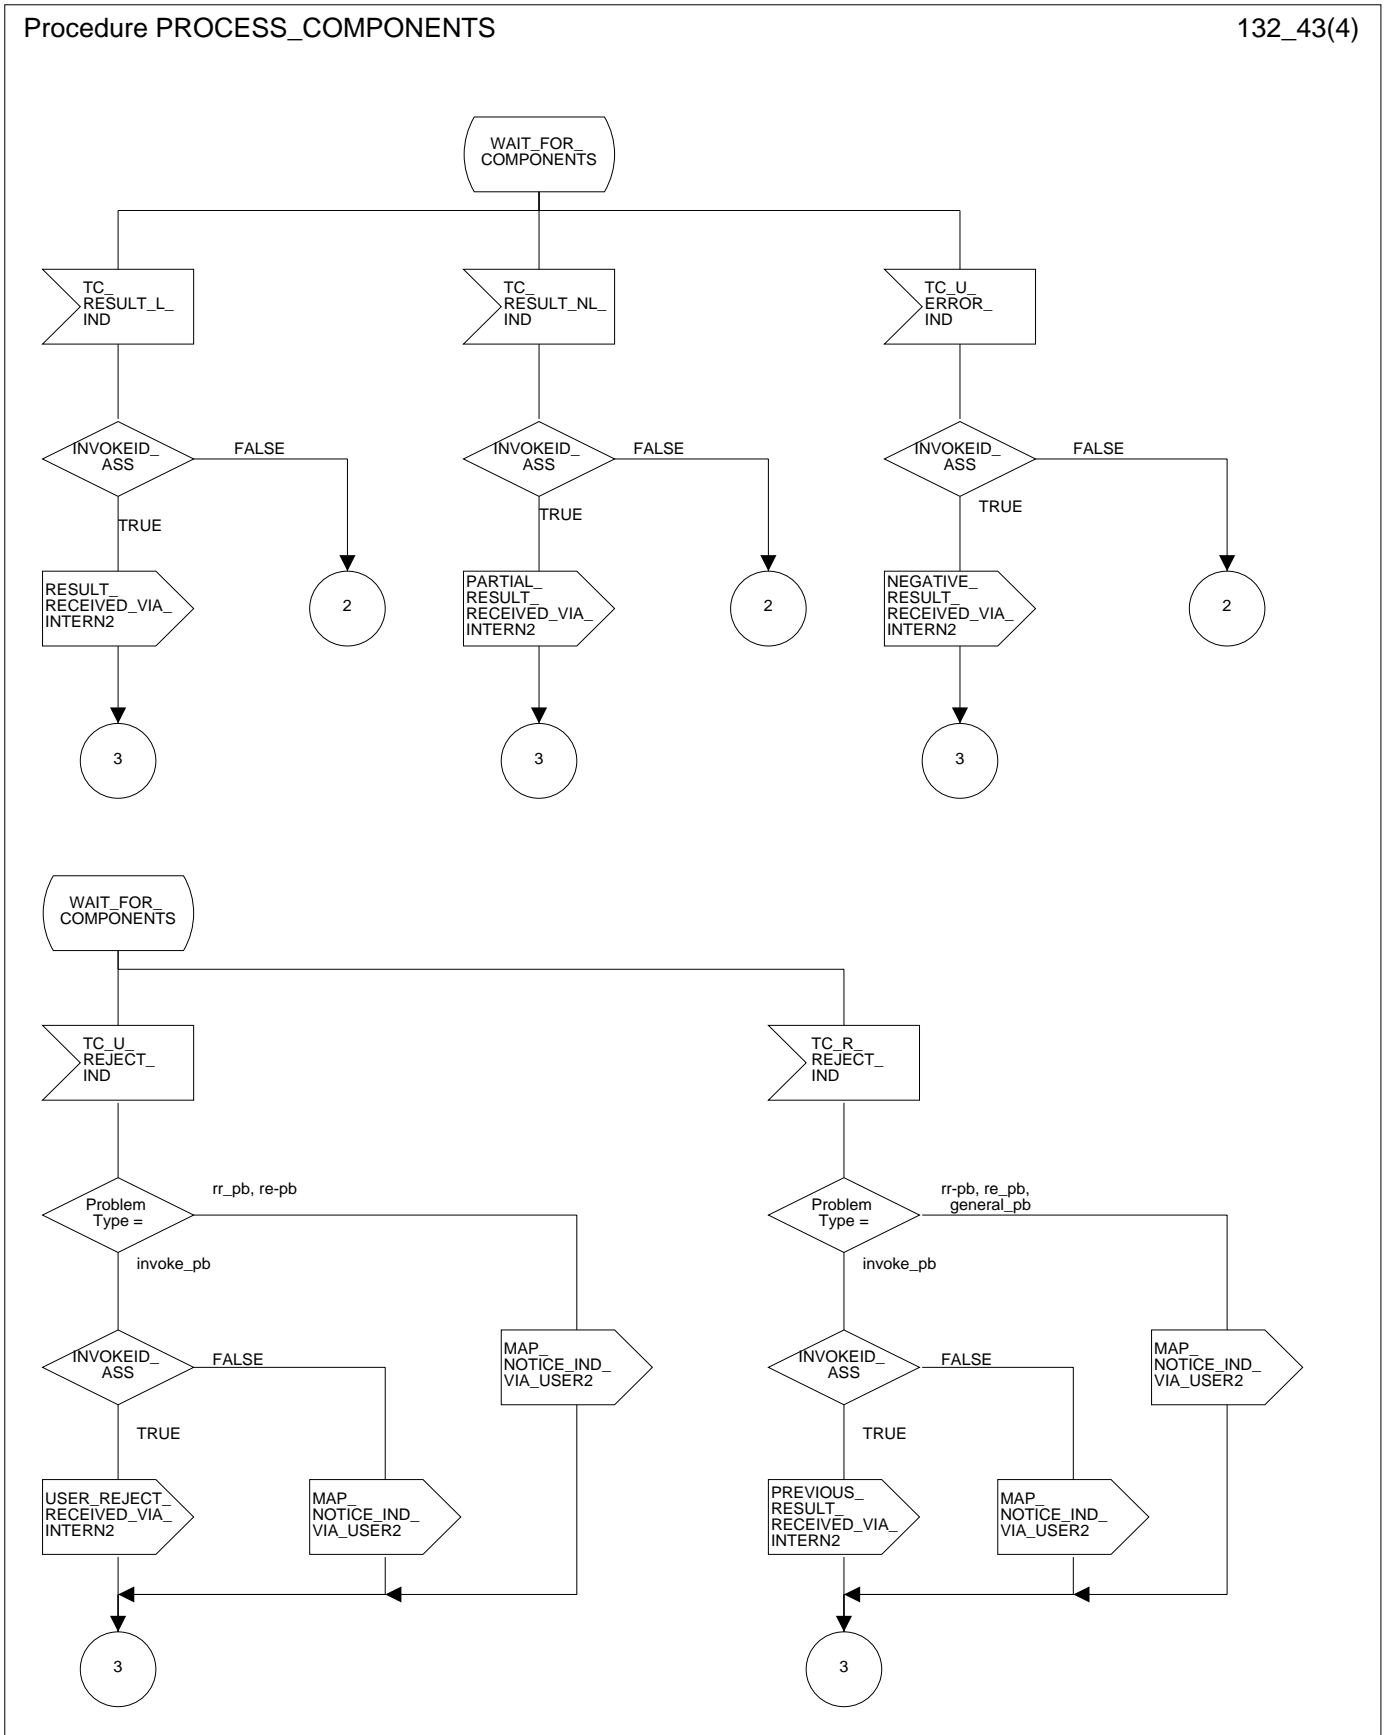 Procedure PROCESS_COMPONENTS
132_43(4)
WAIT_FOR_
COMPONENTS
TC_
RESULT_L_
IND
TC_
RESULT_NL_
IND
TC_U_
ERROR_
IND
INVOKEID_
ASS
FALSE
TRUE
INVOKEID_
ASS
FALSE
TRUE
INVOKEID_
ASS
FALSE
TRUE
RESULT_
RECEIVED_VIA_
INTERN2
2
PARTIAL_
RESULT_
RECEIVED_VIA_
INTERN2
2
NEGATIVE_
RESULT_
RECEIVED_VIA_
INTERN2
2
3
3
3
WAIT_FOR_
COMPONENTS
TC_U_
REJECT_
IND
TC_R_
REJECT_
IND
Problem
Type =
rr_pb, re-pb
invoke_pb
Problem
Type =
rr-pb, re_pb,
general_pb
invoke_pb
INVOKEID_
ASS
FALSE
TRUE
MAP_
NOTICE_IND_
VIA_USER2
INVOKEID_
ASS
FALSE
TRUE
MAP_
NOTICE_IND_
VIA_USER2
USER_REJECT_
RECEIVED_VIA_
INTERN2
MAP_
NOTICE_IND_
VIA_USER2
PREVIOUS_
RESULT_
RECEIVED_VIA_
INTERN2
MAP_
NOTICE_IND_
VIA_USER2
3
3